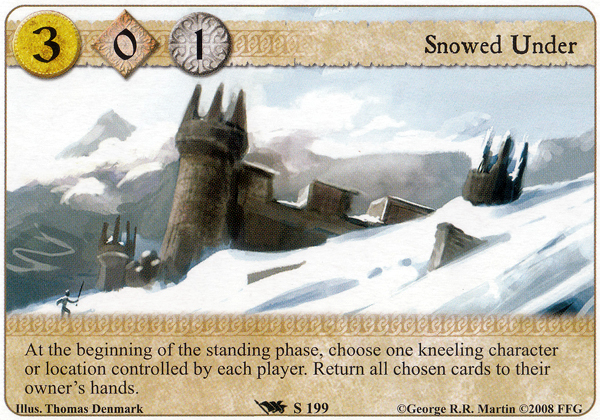 3 0 1 Snowed Under
At the beginning of the standing phase, choose one kneeling character
or location controlled by each player. Return all chosen cards to their
owner's hands.
Illus. Thomas Denmark S 199 ©George R.R. Martin ©2008 FFG